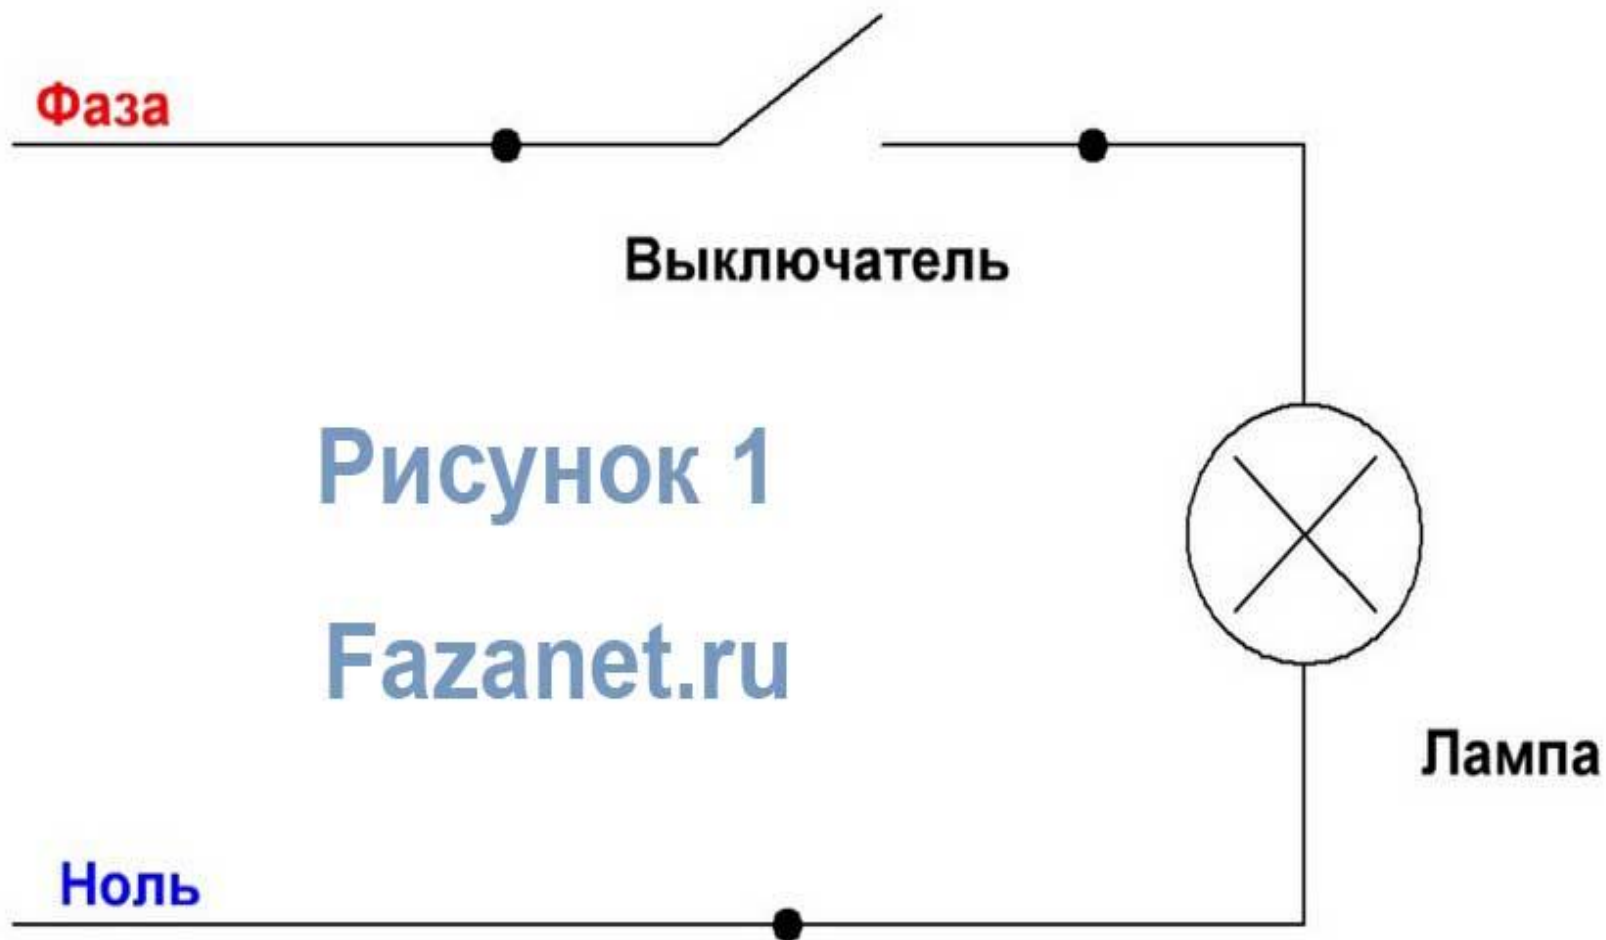 Фаза
Выключатель
Рисунок 1
Fazanet.ru
Лампа
Ноль